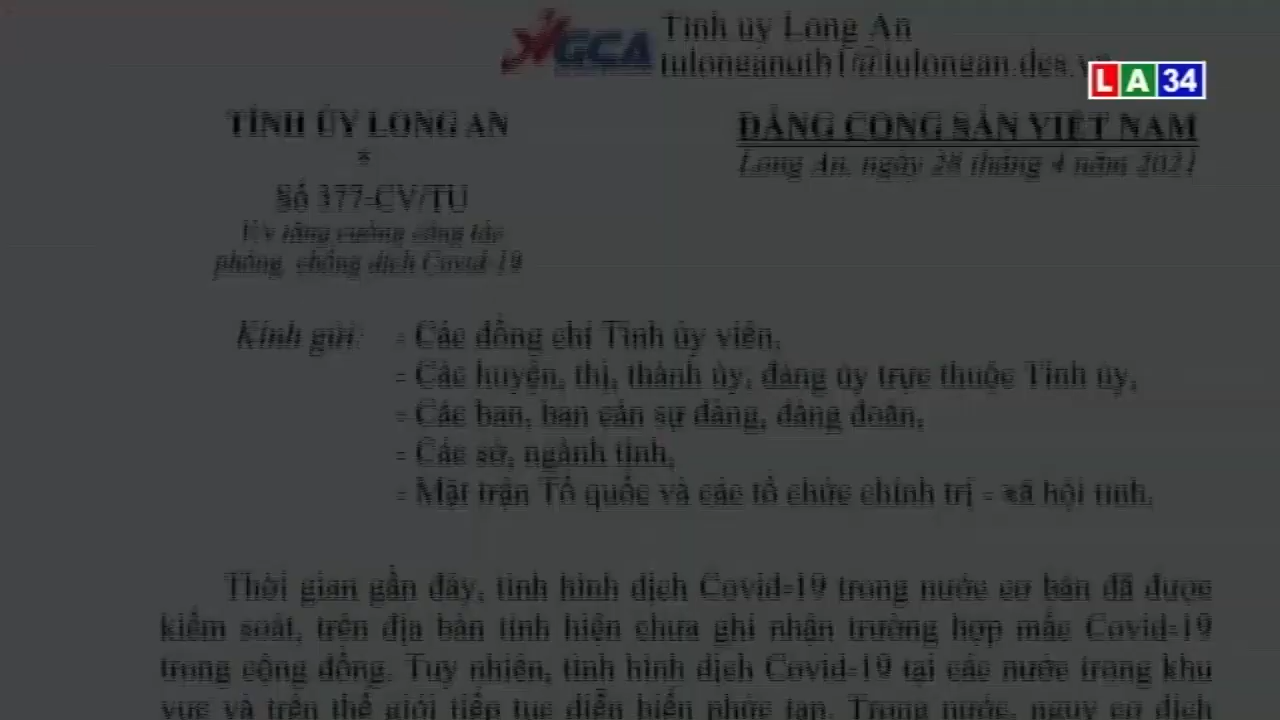 VGCA
Tỉnh ủy Long An
LA34
TỈNH ỦY LONG AN
*
Số 377-CV/TU
V/v tăng cường công tác
phòng, chống dịch Covid-19
ĐẢNG CỘNG SẢN VIỆT NAM
Long An, ngày 28 tháng 4 năm 2021
Kính gửi: - Các đồng chí Tỉnh ủy viên,
- Các huyện, thị, thành ủy, đảng ủy trực thuộc Tỉnh ủy,
- Các ban, ban cán sự đảng, đảng đoàn,
- Các sở, ngành tỉnh,
- Mặt trận Tổ quốc và các tổ chức chính trị - xã hội tỉnh.
Thời gian gần đây, tình hình dịch Covid-19 trong nước cơ bản đã được
kiểm soát, trên địa bàn tỉnh hiện chưa ghi nhận trường hợp mắc Covid-19
trong cộng đồng. Tuy nhiên, tình hình dịch Covid-19 tại các nước trong khu
vực và trên thế giới tiếp tục diễn biến phức tạp. Trong nước, nguy cơ dịch